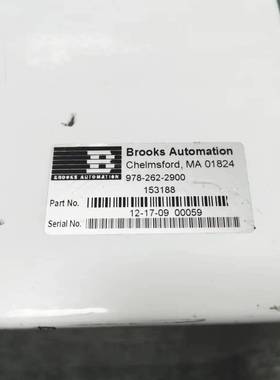 Brooks Automation
Chelmsford, MA 01824
BROOKS AUTOMATION
978-262-2900
153188
Part No.
12-17-09 00059
Serial No.